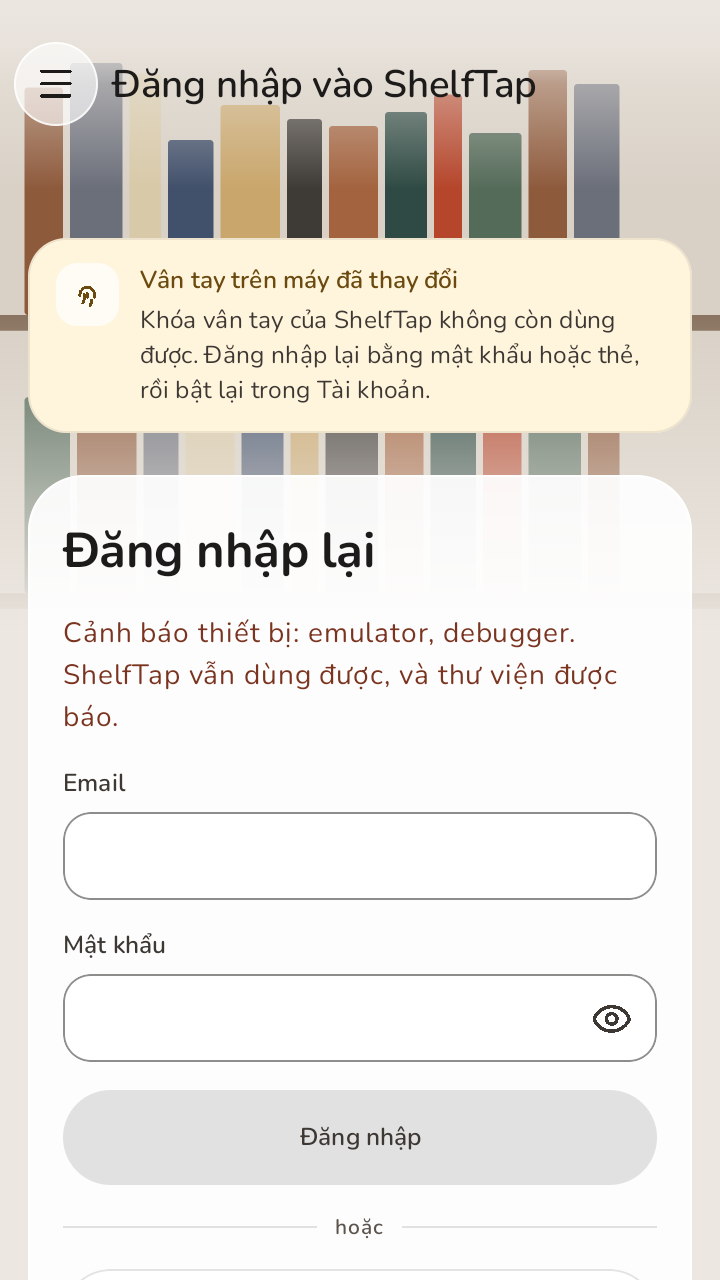 Đăng nhập vào ShelfTap
Vân tay trên máy đã thay đổi
Khóa vân tay của ShelfTap không còn dùng
được. Đăng nhập lại bằng mật khẩu hoặc thẻ,
rồi bật lại trong Tài khoản.
Đăng nhập lại
Cảnh báo thiết bị: emulator, debugger.
ShelfTap vẫn dùng được, và thư viện được
báo.
Email
Mật khẩu
Đăng nhập
hoặc